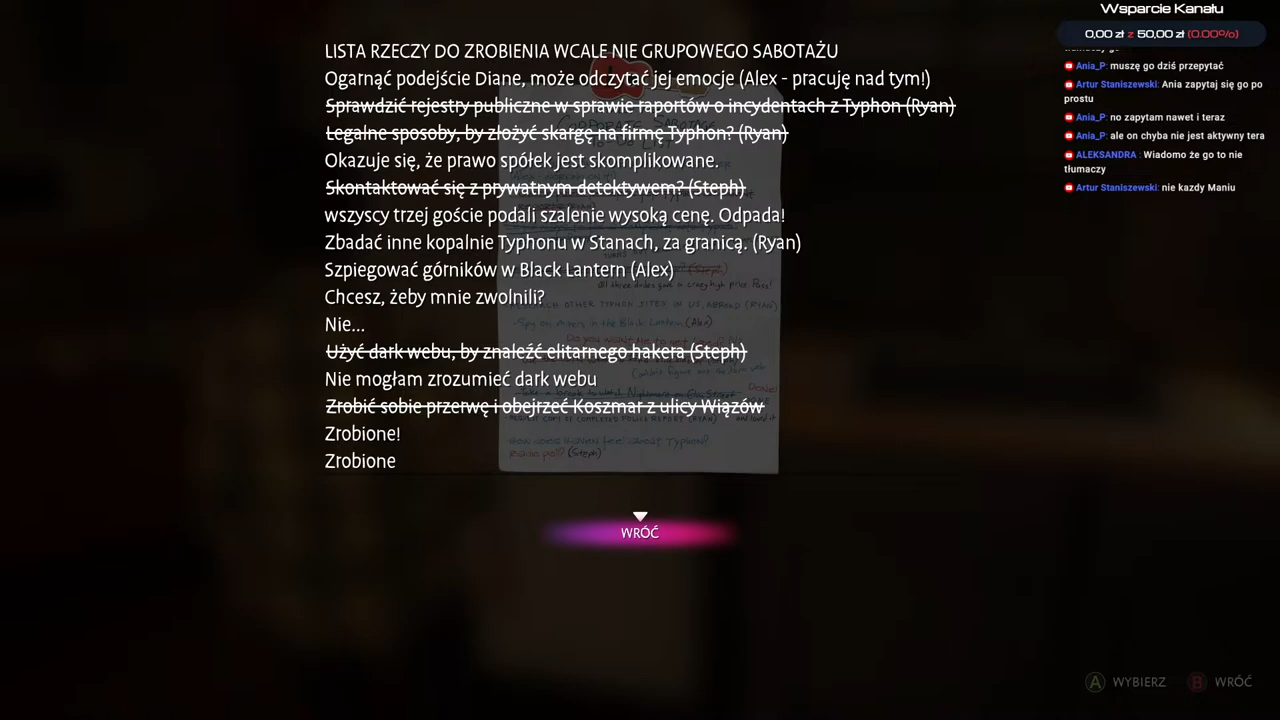 Wsparcie Kanału
0,00 zł z 50,00 zł (0.00%)
Ania_P: muszę go dziś przepytać
Artur Staniszewski: Ania zapytaj się go po
prostu
Ania_P: no zapytam nawet i teraz
Ania_P: ale on chyba nie jest aktywny tera
ALEKSANDRA : Wiadomo że go to nie
tłumaczy
Artur Staniszewski: nie kazdy Maniu
LISTA RZECZY DO ZROBIENIA WCALE NIE GRUPOWEGO SABOTAŻU
Ogarnąć podejście Diane, może odczytać jej emocje (Alex - pracuję nad tym!)
Sprawdzić rejestry publiczne w sprawie raportów o incydentach z Typhon (Ryan)
Legalne sposoby, by złożyć skargę na firmę Typhon? (Ryan)
Okazuje się, że prawo spółek jest skomplikowane.
Skontaktować się z prywatnym detektywem? (Steph)
wszyscy trzej goście podali szalenie wysoką cenę. Odpada!
Zbadać inne kopalnie Typhonu w Stanach, za granicą. (Ryan)
Szpiegować górników w Black Lantern (Alex)
Chcesz, żeby mnie zwolnili?
Nie...
Użyć dark webu, by znaleźć elitarnego hakera (Steph)
Nie mogłam zrozumieć dark webu
Zrobić sobie przerwę i obejrzeć Koszmar z ulicy Wiązów
Zrobione!
Zrobione
WRÓĆ
A WYBIERZ B WRÓĆ